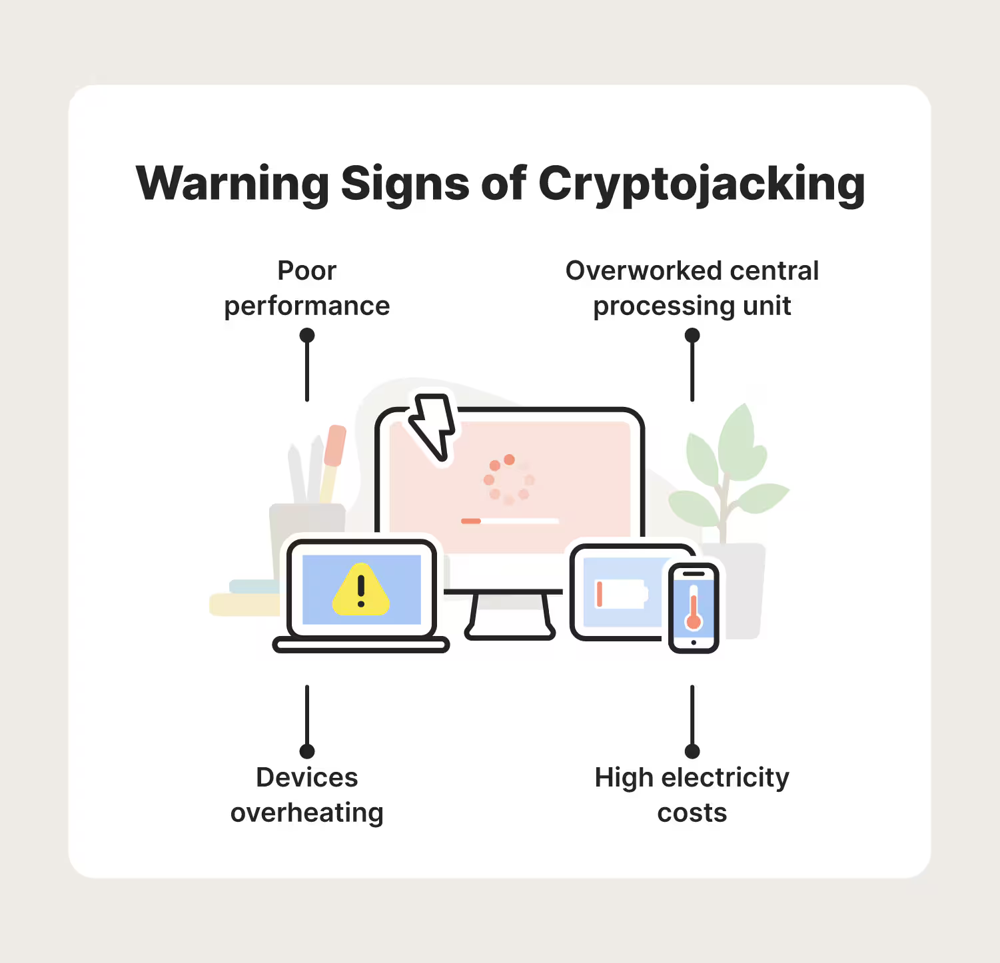 Warning Signs of Cryptojacking
Poor
performance
Overworked central
processing unit
Devices
overheating
High electricity
costs